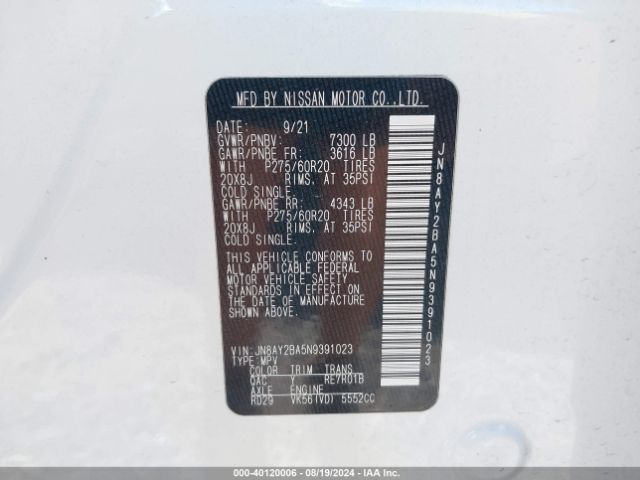 MFD BY NISSAN MOTOR CO.,LTD.
DATE: 9/21
GVWR/PNBV: 7300 LB
GAWR/PNBE FR: 3616 LB
WITH P275/60R20 TIRES
20X8J RIMS, AT 35PSI
COLD SINGLE.
GAWR/PNBE RR: 4343 LB
WITH P275/60R20 TIRES
20X8J RIMS, AT 35PSI
COLD SINGLE.
THIS VEHICLE CONFORMS TO
ALL APPLICABLE FEDERAL
MOTOR VEHICLE SAFETY
STANDARDS IN EFFECT ON
THE DATE OF MANUFACTURE
SHOWN ABOVE.
VIN: JN8AY2BA5N9391023
TYPE: MPV
COLOR TRIM TRANS
QAC Y RE7R01B
AXLE ENGINE
RD29 VK56(VD) 5552CC
JN8AY2BA5N9391023
000-40120006 - 08/19/2024 - IAA Inc.